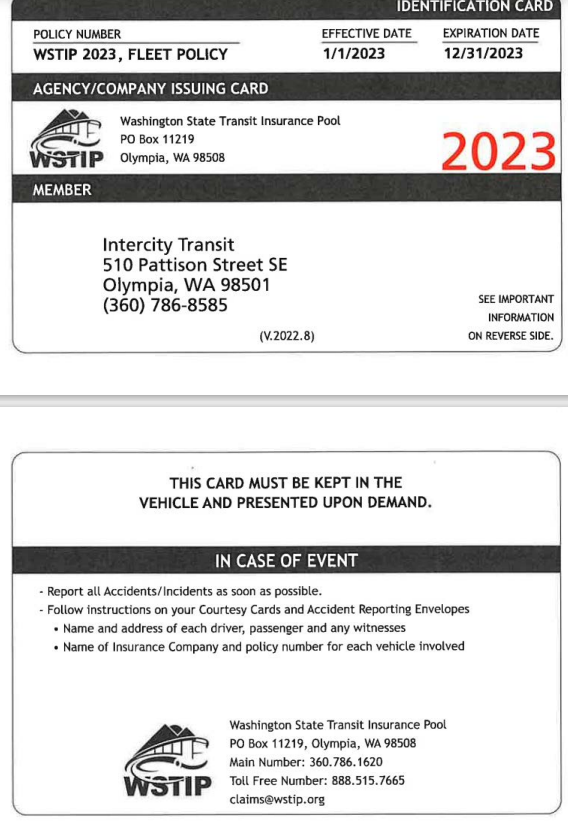 IDENTIFICATION CARD
POLICY NUMBER EFFECTIVE DATE EXPIRATION DATE
WSTIP 2023, FLEET POLICY 1/1/2023 12/31/2023
AGENCY/COMPANY ISSUING CARD
WSTIP
Washington State Transit Insurance Pool
PO Box 11219
Olympia, WA 98508
2023
MEMBER
Intercity Transit
510 Pattison Street SE
Olympia, WA 98501
(360) 786-8585
(V.2022.8)
SEE IMPORTANT
INFORMATION
ON REVERSE SIDE.
THIS CARD MUST BE KEPT IN THE
VEHICLE AND PRESENTED UPON DEMAND.
IN CASE OF EVENT
- Report all Accidents/Incidents as soon as possible.
- Follow instructions on your Courtesy Cards and Accident Reporting Envelopes
• Name and address of each driver, passenger and any witnesses
• Name of Insurance Company and policy number for each vehicle involved
WSTIP
Washington State Transit Insurance Pool
PO Box 11219, Olympia, WA 98508
Main Number: 360.786.1620
Toll Free Number: 888.515.7665
claims@wstip.org